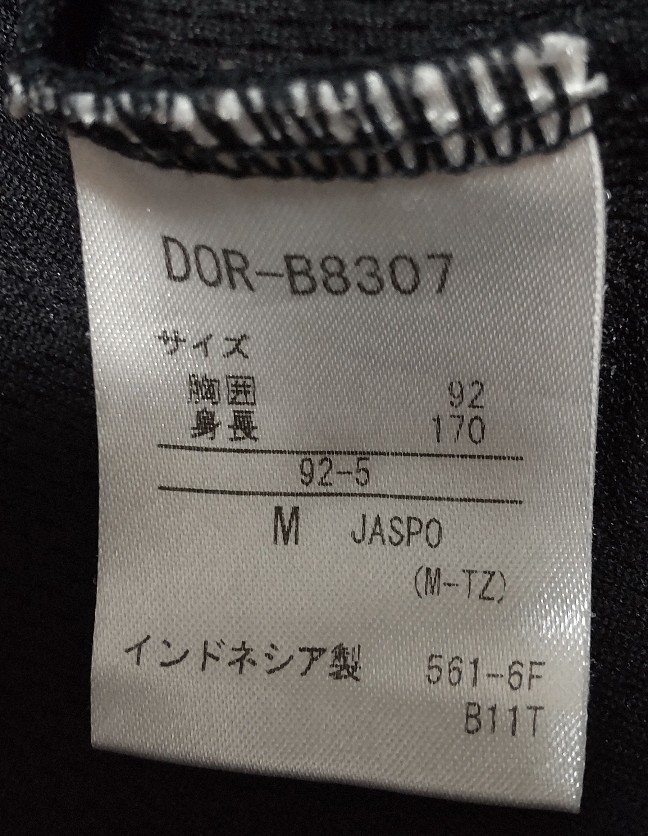 DOR-B8307
サイズ
胸囲 92
身長 170
92-5
M JASPO
(M-TZ)
インドネシア製 561-6F
B11T